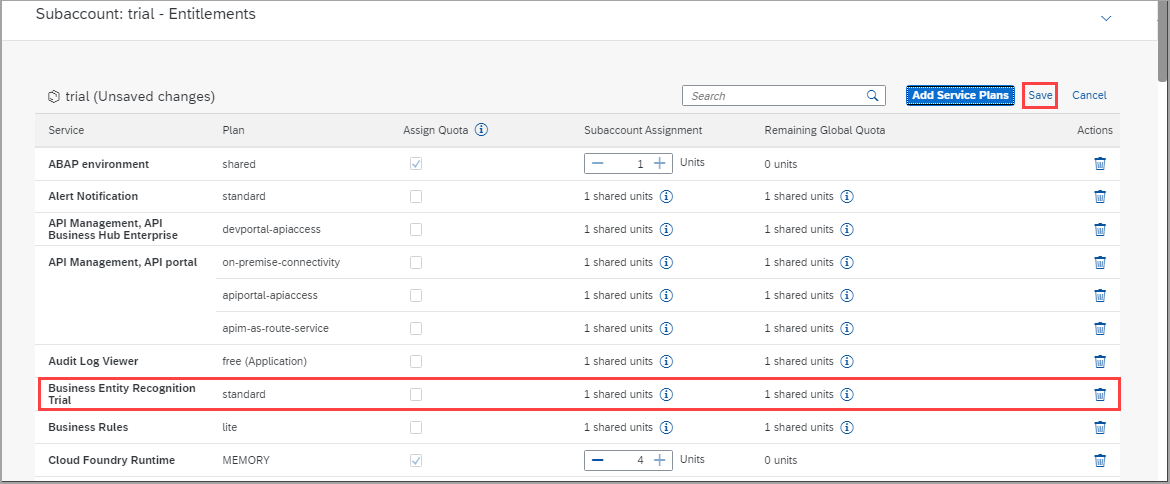 Subaccount: trial - Entitlements
trial (Unsaved changes)
Search
Add Service Plans
Save
Cancel
Service Plan Assign Quota Subaccount Assignment Remaining Global Quota Actions
ABAP environment shared 1 Units 0 units
Alert Notification standard 1 shared units 1 shared units
API Management, API
Business Hub Enterprise devportal-apiaccess 1 shared units 1 shared units
API Management, API portal on-premise-connectivity 1 shared units 1 shared units
apiportal-apiaccess 1 shared units 1 shared units
apim-as-route-service 1 shared units 1 shared units
Audit Log Viewer free (Application) 1 shared units 1 shared units
Business Entity Recognition
Trial standard 1 shared units 1 shared units
Business Rules lite 1 shared units 1 shared units
Cloud Foundry Runtime MEMORY 4 Units 0 units